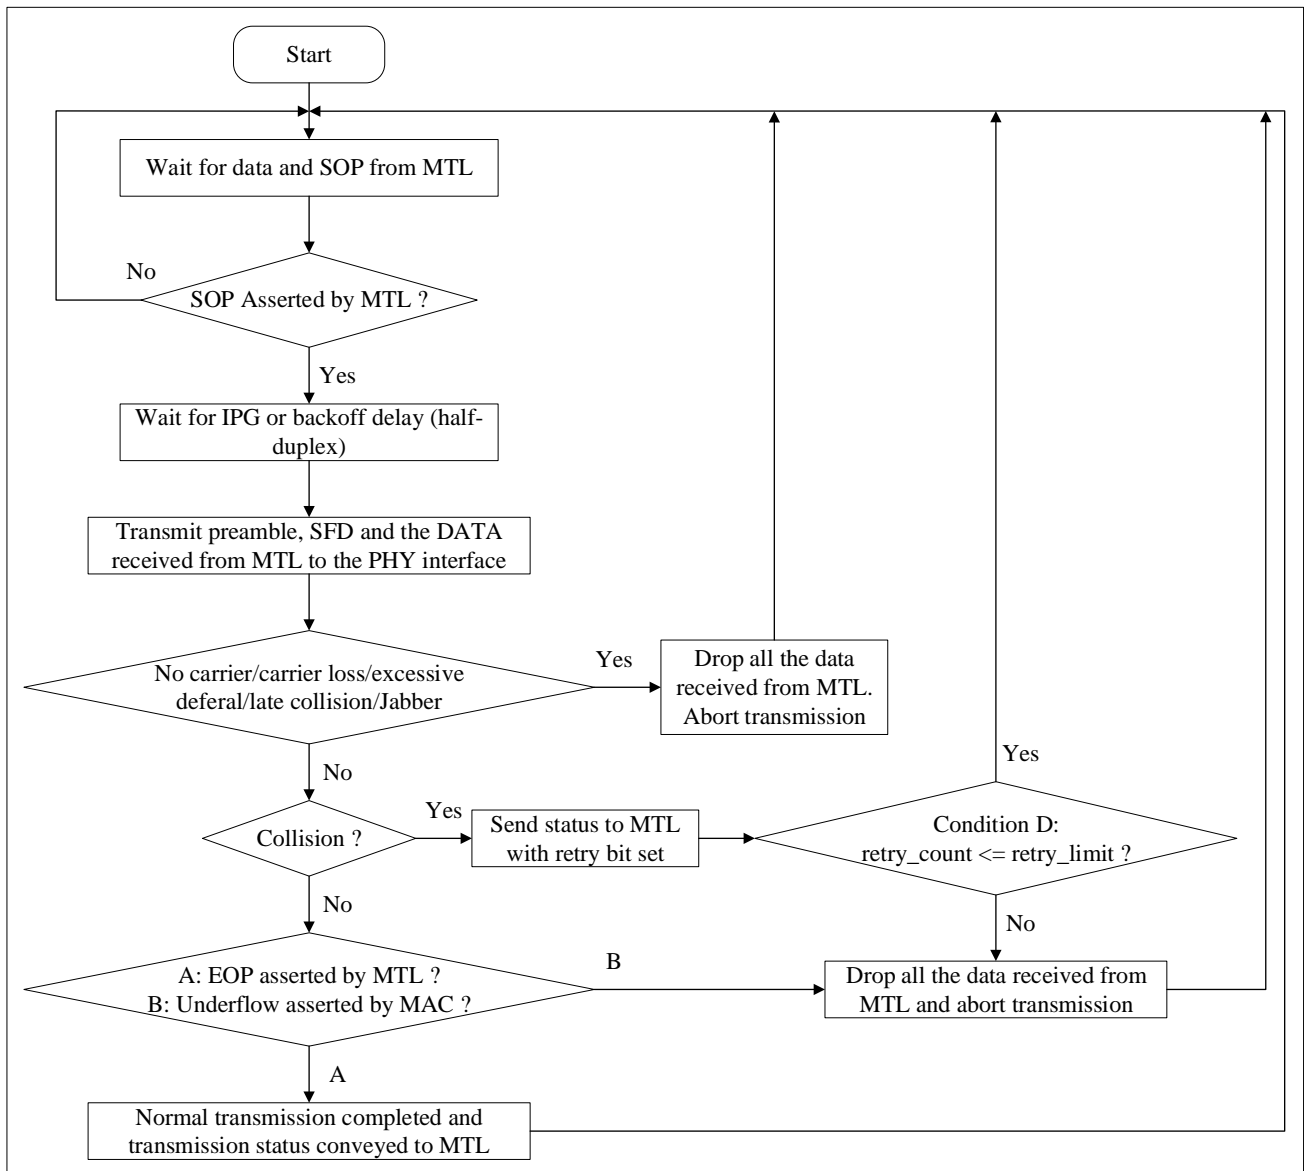 Start
Wait for data and SOP from MTL
No
SOP Asserted by MTL ?
Yes
Wait for IPG or backoff delay (half-
duplex)
Transmit preamble, SFD and the DATA
received from MTL to the PHY interface
No carrier/carrier loss/excessive
deferal/late collision/Jabber
Yes
Drop all the data
received from MTL.
Abort transmission
No
Collision ?
Yes
Send status to MTL
with retry bit set
Condition D:
retry_count <= retry_limit ?
Yes
No
No
A: EOP asserted by MTL ?
B: Underflow asserted by MAC ?
B
Drop all the data received from
MTL and abort transmission
A
Normal transmission completed and
transmission status conveyed to MTL